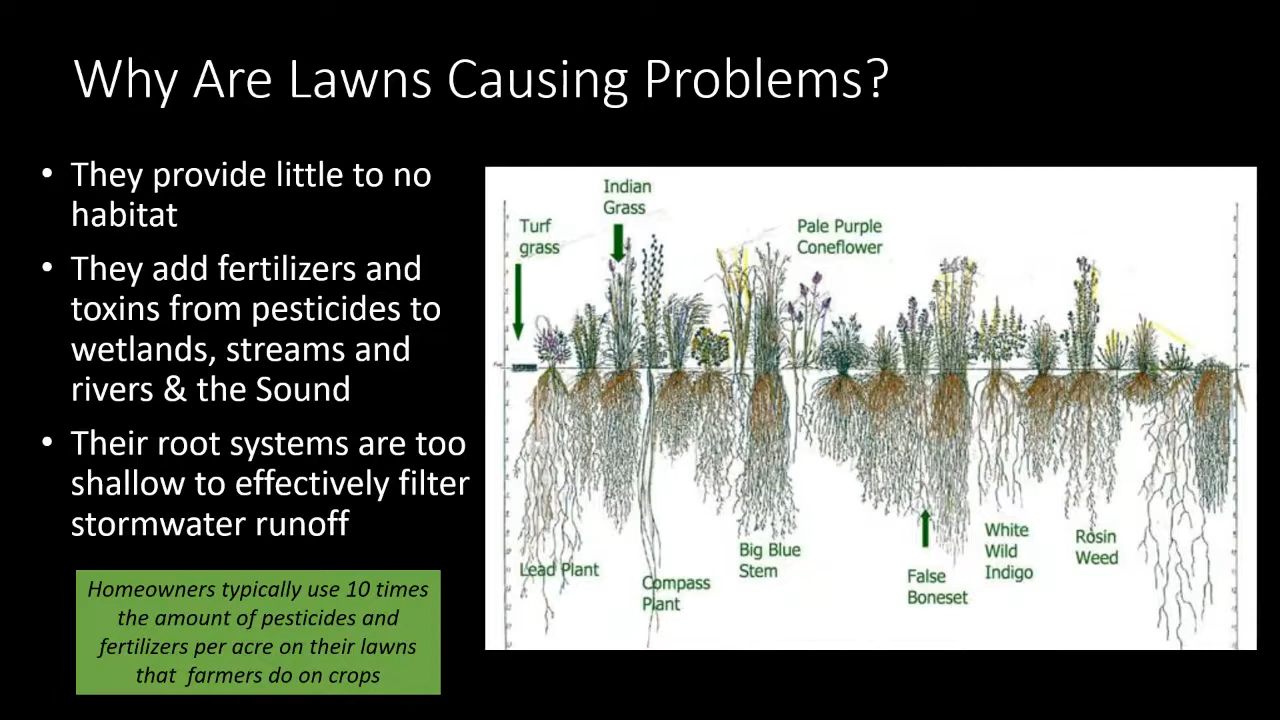 Why Are Lawns Causing Problems?
• They provide little to no
habitat
• They add fertilizers and
toxins from pesticides to
wetlands, streams and
rivers & the Sound
• Their root systems are too
shallow to effectively filter
stormwater runoff
Homeowners typically use 10 times
the amount of pesticides and
fertilizers per acre on their lawns
that farmers do on crops
Turf
grass
Indian
Grass
Pale Purple
Coneflower
Lead Plant
Compass
Plant
Big Blue
Stem
False
Boneset
White
Wild
Indigo
Rosin
Weed